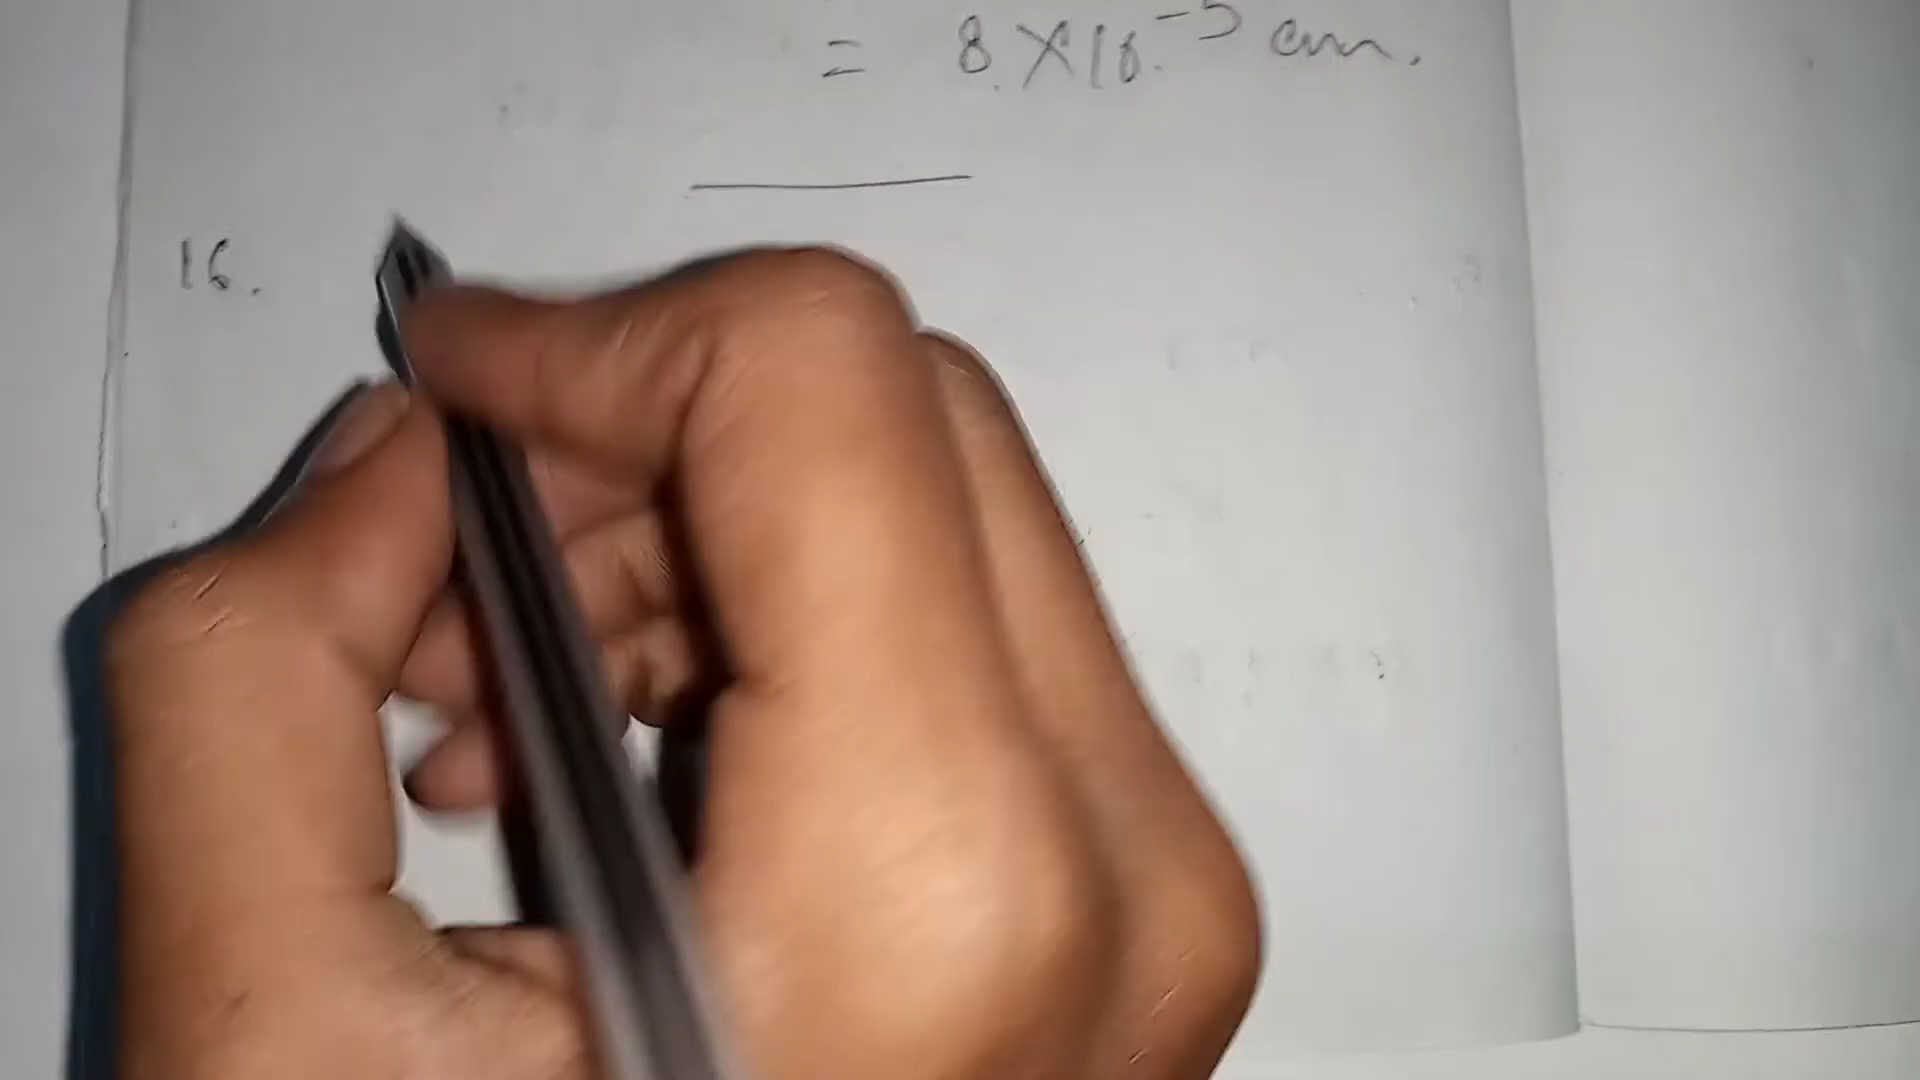 = 8 × 10⁻⁵ cm.
16.